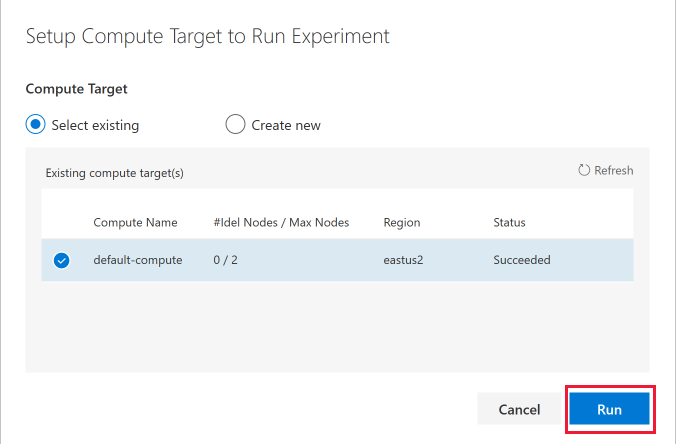 Setup Compute Target to Run Experiment
Compute Target
Select existing Create new
Existing compute target(s) Refresh
Compute Name #Idel Nodes / Max Nodes Region Status
default-compute 0 / 2 eastus2 Succeeded
Cancel Run